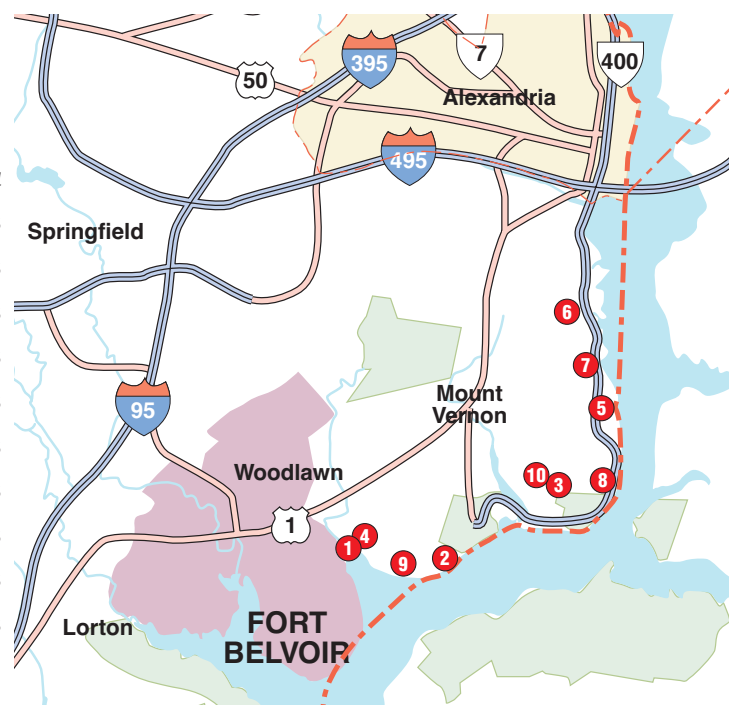 395
7
400
50
Alexandria
495
Springfield
6
7
95
Mount
Vernon
5
Woodlawn
10
3
8
1
4
1
9
2
Lorton
FORT
BELVOIR